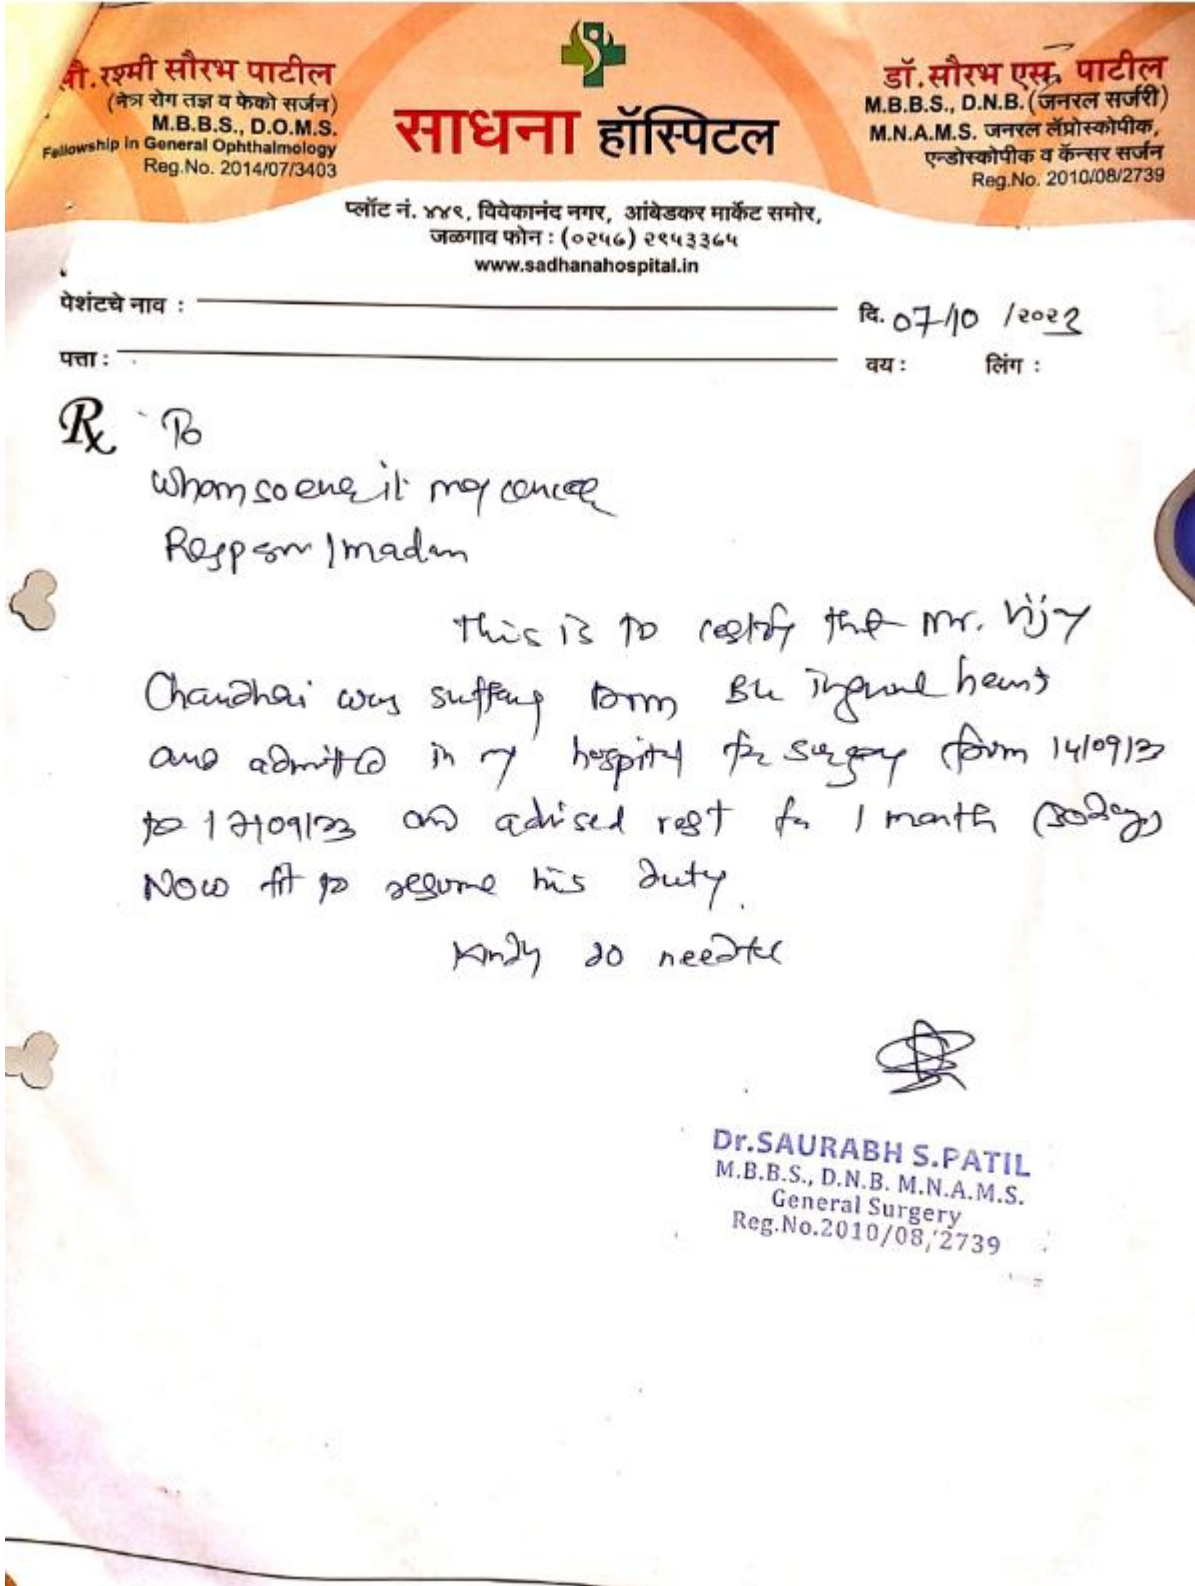 सौ.रश्मी सौरभ पाटील
(नेत्र रोग तज्ञ व फेको सर्जन)
M.B.B.S., D.O.M.S.
Fellowship in General Ophthalmology
Reg.No. 2014/07/3403
साधना हॉस्पिटल
डॉ.सौरभ एस. पाटील
M.B.B.S., D.N.B. (जनरल सर्जरी)
M.N.A.M.S. जनरल लॅप्रोस्कोपीक,
एन्डोस्कोपीक व कॅन्सर सर्जन
Reg.No. 2010/08/2739
प्लॉट नं. ४४९, विवेकानंद नगर, आंबेडकर मार्केट समोर,
जळगाव फोन : (०२५७) २९५३३६५
www.sadhanahospital.in
पेशंटचे नाव :
दि. 07/10 /२०२३
पत्ता :
वय : लिंग :
Rx To
Whomsoever it may concern
Resp sir / madam
This is to certify that Mr. Vijay
Chaudhari was suffering from B/L inguinal hernia
and admitted in my hospital for surgery from 14/09/23
to 17/09/23 and advised rest for 1 month (30 days)
Now fit to resume his duty.
Kindly do needful
Dr.SAURABH S.PATIL
M.B.B.S., D.N.B. M.N.A.M.S.
General Surgery
Reg.No.2010/08/2739